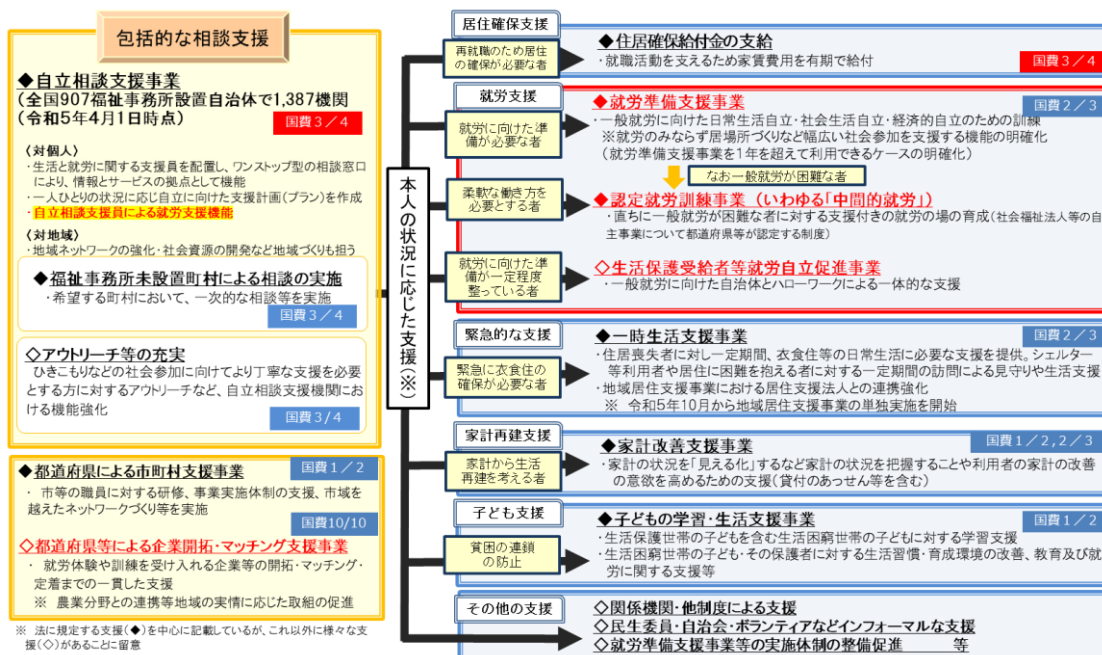 包括的な相談支援
◆自立相談支援事業
(全国907福祉事務所設置自治体で1,387機関
(令和5年4月1日時点)
国費3/4
〈対個人〉
・生活と就労に関する支援員を配置し、ワンストップ型の相談窓口
により、情報とサービスの拠点として機能
・一人ひとりの状況に応じ自立に向けた支援計画(プラン)を作成
・自立相談支援員による就労支援機能
〈対地域〉
・地域ネットワークの強化・社会資源の開発など地域づくりも担う
◆福祉事務所未設置町村による相談の実施
・希望する町村において、一次的な相談等を実施
国費3/4
◇アウトリーチ等の充実
ひきこもりなどの社会参加に向けてより丁寧な支援を必要
とする方に対するアウトリーチなど、自立相談支援機関にお
ける機能強化
国費3/4
◆都道府県による市町村支援事業
国費1/2
・ 市等の職員に対する研修、事業実施体制の支援、市域を
越えたネットワークづくり等を実施
国費10/10
◇都道府県等による企業開拓・マッチング支援事業
・ 就労体験や訓練を受け入れる企業等の開拓・マッチング・
定着までの一貫した支援
※ 農業分野との連携等地域の実情に応じた取組の促進
※ 法に規定する支援(◆)を中心に記載しているが、これ以外に様々な支
援(◇)があることに留意
本人の状況に応じた支援(※)
居住確保支援
再就職のため居住
の確保が必要な者
◆住居確保給付金の支給
・就職活動を支えるため家賃費用を有期で給付
国費3/4
就労支援
就労に向けた準
備が必要な者
◆就労準備支援事業
国費2/3
・一般就労に向けた日常生活自立・社会生活自立・経済的自立のための訓練
※就労のみならず居場所づくりなど幅広い社会参加を支援する機能の明確化
(就労準備支援事業を1年を超えて利用できるケースの明確化)
なお一般就労が困難な者
柔軟な働き方を
必要とする者
◆認定就労訓練事業 (いわゆる「中間的就労」)
・直ちに一般就労が困難な者に対する支援付きの就労の場の育成(社会福祉法人等の自
主事業について都道府県等が認定する制度)
就労に向けた準
備が一定程度
整っている者
◇生活保護受給者等就労自立促進事業
・一般就労に向けた自治体とハローワークによる一体的な支援
緊急的な支援
緊急に衣食住の
確保が必要な者
◆一時生活支援事業
国費2/3
・住居喪失者に対し一定期間、衣食住等の日常生活に必要な支援を提供。シェルター
等利用者や居住に困難を抱える者に対する一定期間の訪問による見守りや生活支援
・地域居住支援事業における居住支援法人との連携強化
※ 令和5年10月から地域居住支援事業の単独実施を開始
家計再建支援
家計から生活
再建を考える者
◆家計改善支援事業
国費1/2,2/3
・家計の状況を「見える化」するなど家計の状況を把握することや利用者の家計の改善
の意欲を高めるための支援(貸付のあっせん等を含む)
子ども支援
貧困の連鎖
の防止
◆子どもの学習・生活支援事業
国費1/2
・生活保護世帯の子どもを含む生活困窮世帯の子どもに対する学習支援
・生活困窮世帯の子ども・その保護者に対する生活習慣・育成環境の改善、教育及び就
労に関する支援等
その他の支援
◇関係機関・他制度による支援
◇民生委員・自治会・ボランティアなどインフォーマルな支援
◇就労準備支援事業等の実施体制の整備促進 等